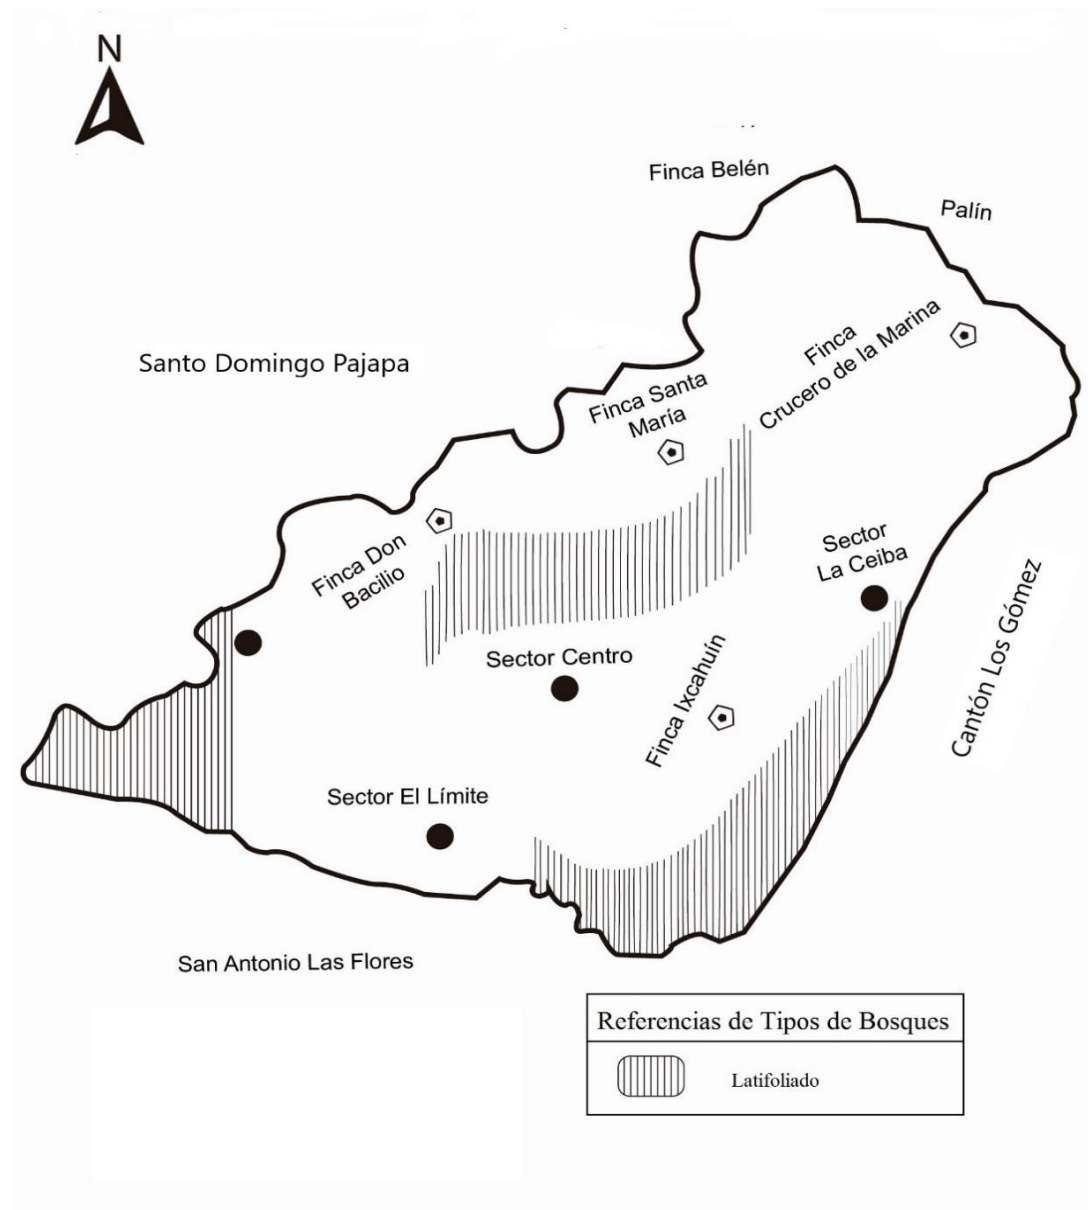 N
Finca Belén
Palín
Santo Domingo Pajapa
Finca
Crucero de la Marina
Finca Santa
María
Finca Don
Bacilio
Sector
La Ceiba
Sector Centro
Finca Ixcahuín
Cantón Los Gómez
Sector El Límite
San Antonio Las Flores
Referencias de Tipos de Bosques
Latifoliado